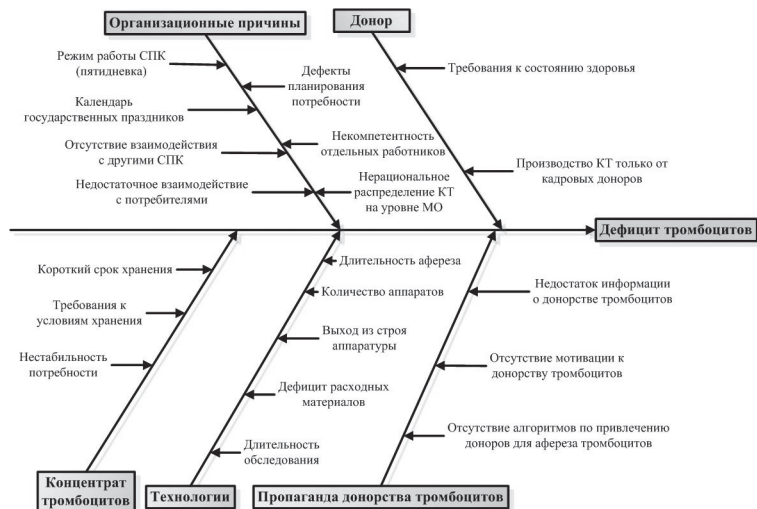 Организационные причины
Донор
Режим работы СПК
(пятидневка)
Дефекты
планирования
потребности
Календарь
государственных праздников
Некомпетентность
отдельных работников
Отсутствие взаимодействия
с другими СПК
Недостаточное взаимодействие
с потребителями
Нерациональное
распределение КТ
на уровне МО
Требования к состоянию здоровья
Производство КТ только от
кадровых доноров
Дефицит тромбоцитов
Короткий срок хранения
Требования к
условиям хранения
Нестабильность
потребности
Концентрат
тромбоцитов
Длительность афереза
Количество аппаратов
Выход из строя
аппаратуры
Дефицит расходных
материалов
Длительность
обследования
Технологии
Недостаток информации
о донорстве тромбоцитов
Отсутствие мотивации к
донорству тромбоцитов
Отсутствие алгоритмов по привлечению
доноров для афереза тромбоцитов
Пропаганда донорства тромбоцитов